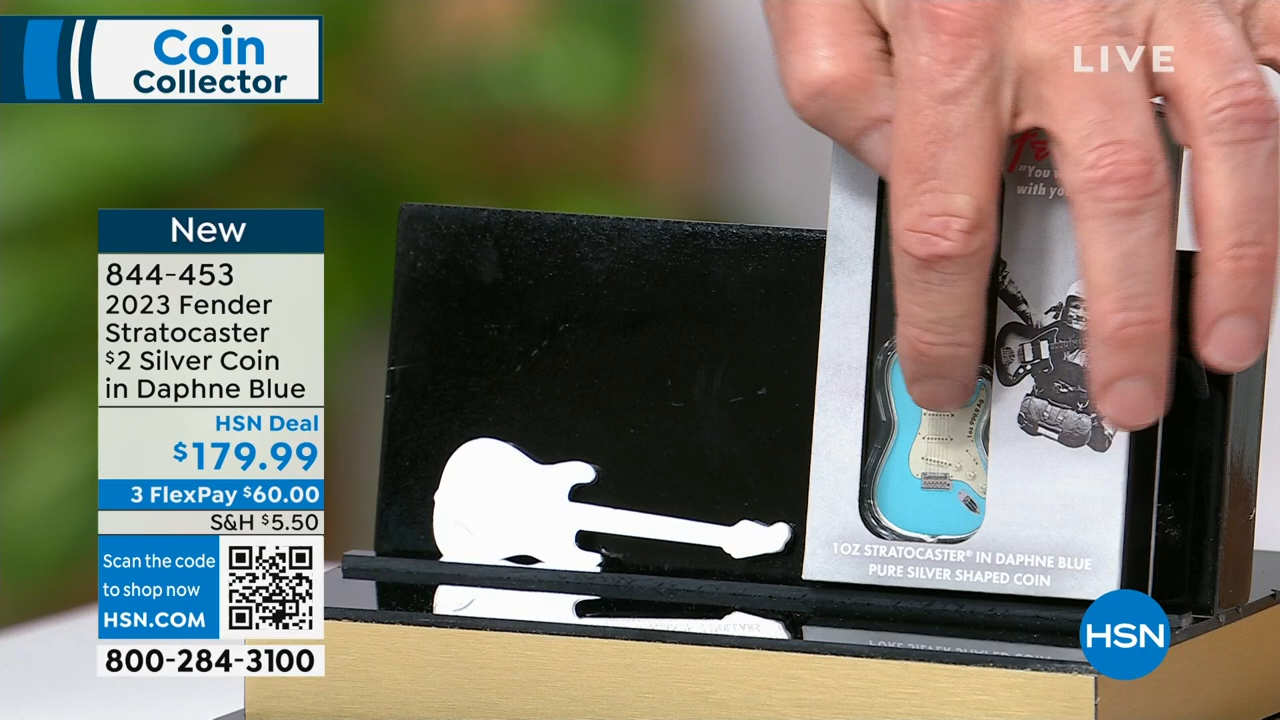 Coin
Collector
LIVE
New
844-453
2023 Fender
Stratocaster
$2 Silver Coin
in Daphne Blue
HSN Deal
$179.99
3 FlexPay $60.00
S&H $5.50
Scan the code
to shop now
HSN.COM
800-284-3100
"You
with
1OZ STRATOCASTER® IN DAPHNE BLUE
PURE SILVER SHAPED COIN
HSN